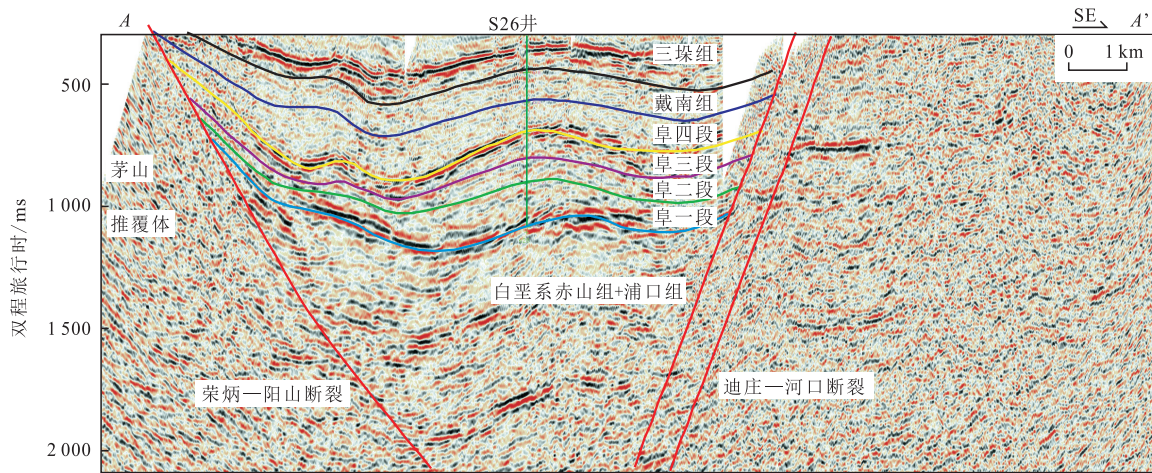 A
S26井
SE
A'
0 1 km
三垛组
500
戴南组
阜四段
阜三段
茅山
阜二段
1 000
阜一段
推覆体
双程旅行时/ms
白垩系赤山组+浦口组
1 500
荣炳—阳山断裂
迪庄—河口断裂
2 000